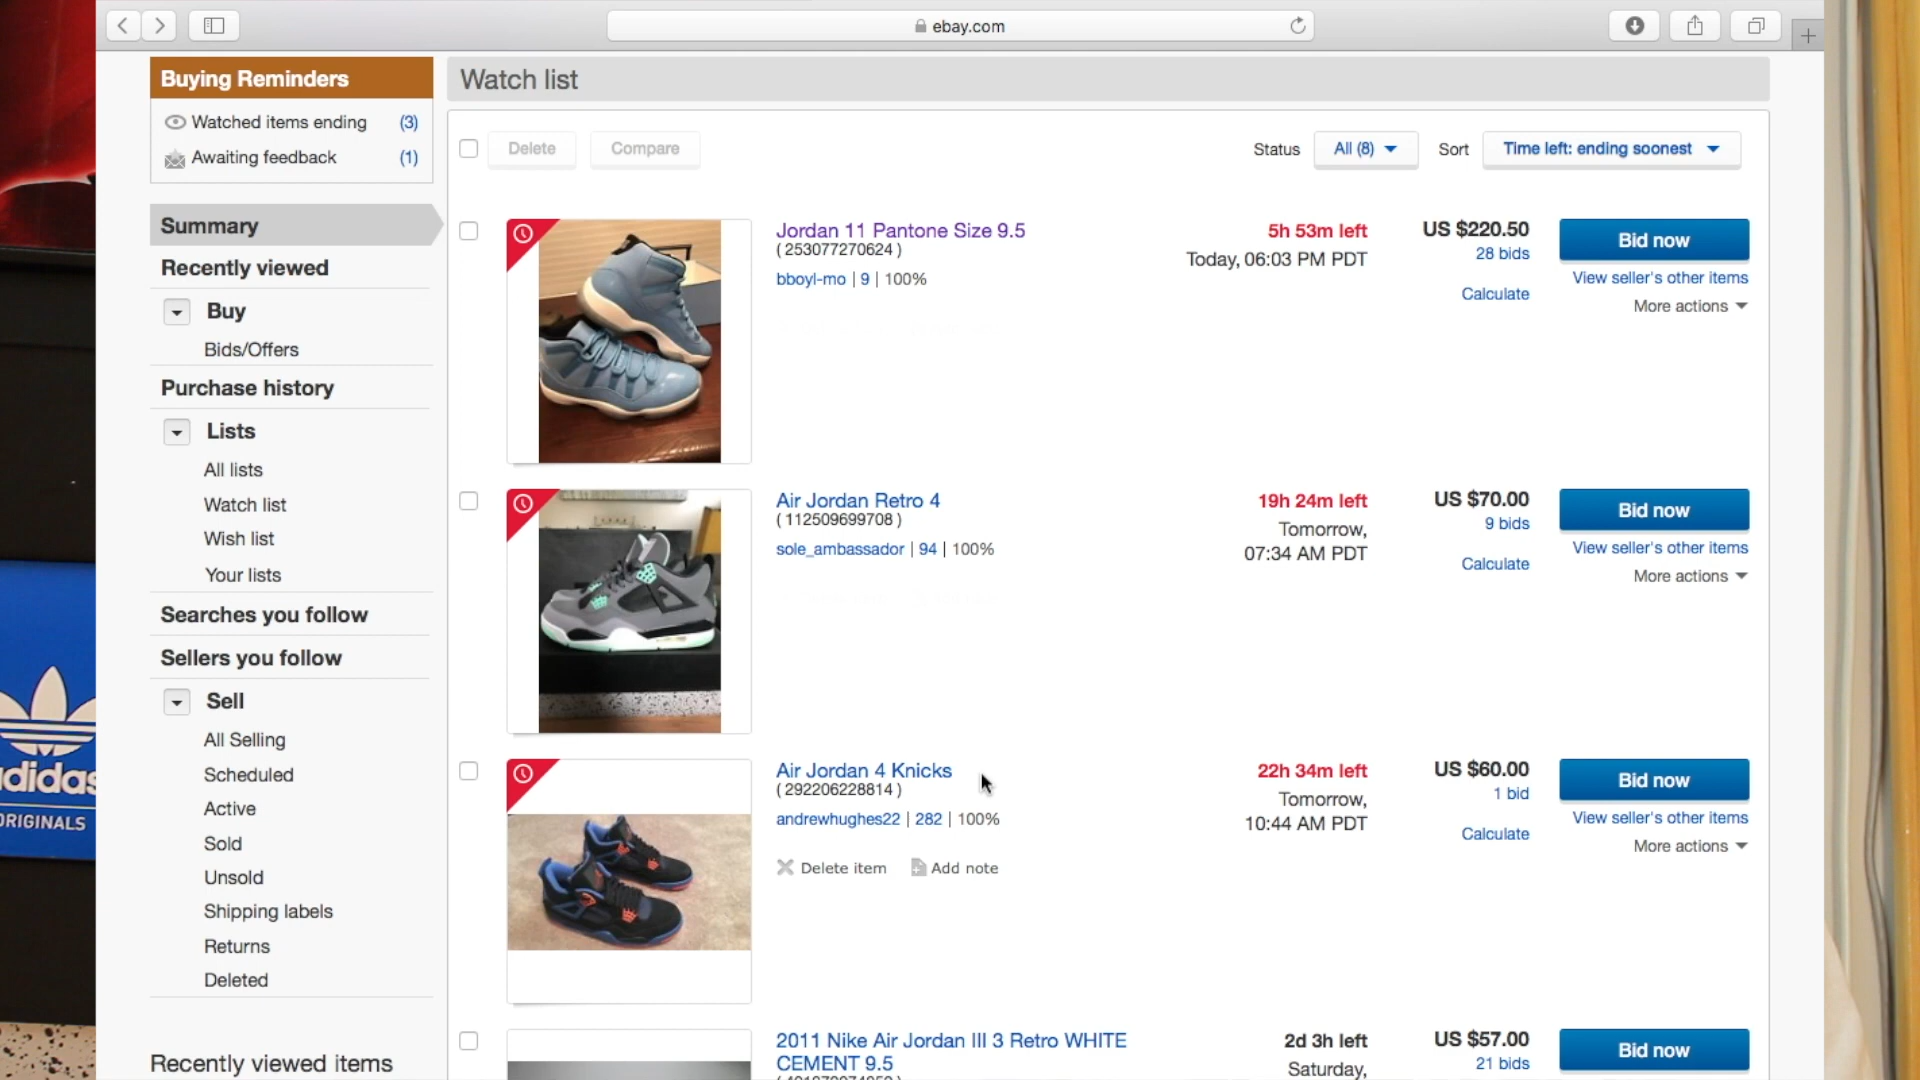 ebay.com
Buying Reminders
Watched items ending (3)
Awaiting feedback (1)
Summary
Recently viewed
Buy
Bids/Offers
Purchase history
Lists
All lists
Watch list
Wish list
Your lists
Searches you follow
Sellers you follow
Sell
All Selling
Scheduled
Active
Sold
Unsold
Shipping labels
Returns
Deleted
Recently viewed items
Watch list
Delete Compare Status All (8) Sort Time left: ending soonest
Jordan 11 Pantone Size 9.5
( 253077270624 )
bboyl-mo | 9 | 100%
5h 53m left
Today, 06:03 PM PDT
US $220.50
28 bids
Calculate
Bid now
View seller's other items
More actions
Air Jordan Retro 4
( 112509699708 )
sole_ambassador | 94 | 100%
19h 24m left
Tomorrow,
07:34 AM PDT
US $70.00
9 bids
Calculate
Bid now
View seller's other items
More actions
Air Jordan 4 Knicks
( 292206228814 )
andrewhughes22 | 282 | 100%
Delete item Add note
22h 34m left
Tomorrow,
10:44 AM PDT
US $60.00
1 bid
Calculate
Bid now
View seller's other items
More actions
2011 Nike Air Jordan III 3 Retro WHITE
CEMENT 9.5
2d 3h left
Saturday,
US $57.00
21 bids
Bid now
adidas
ORIGINALS